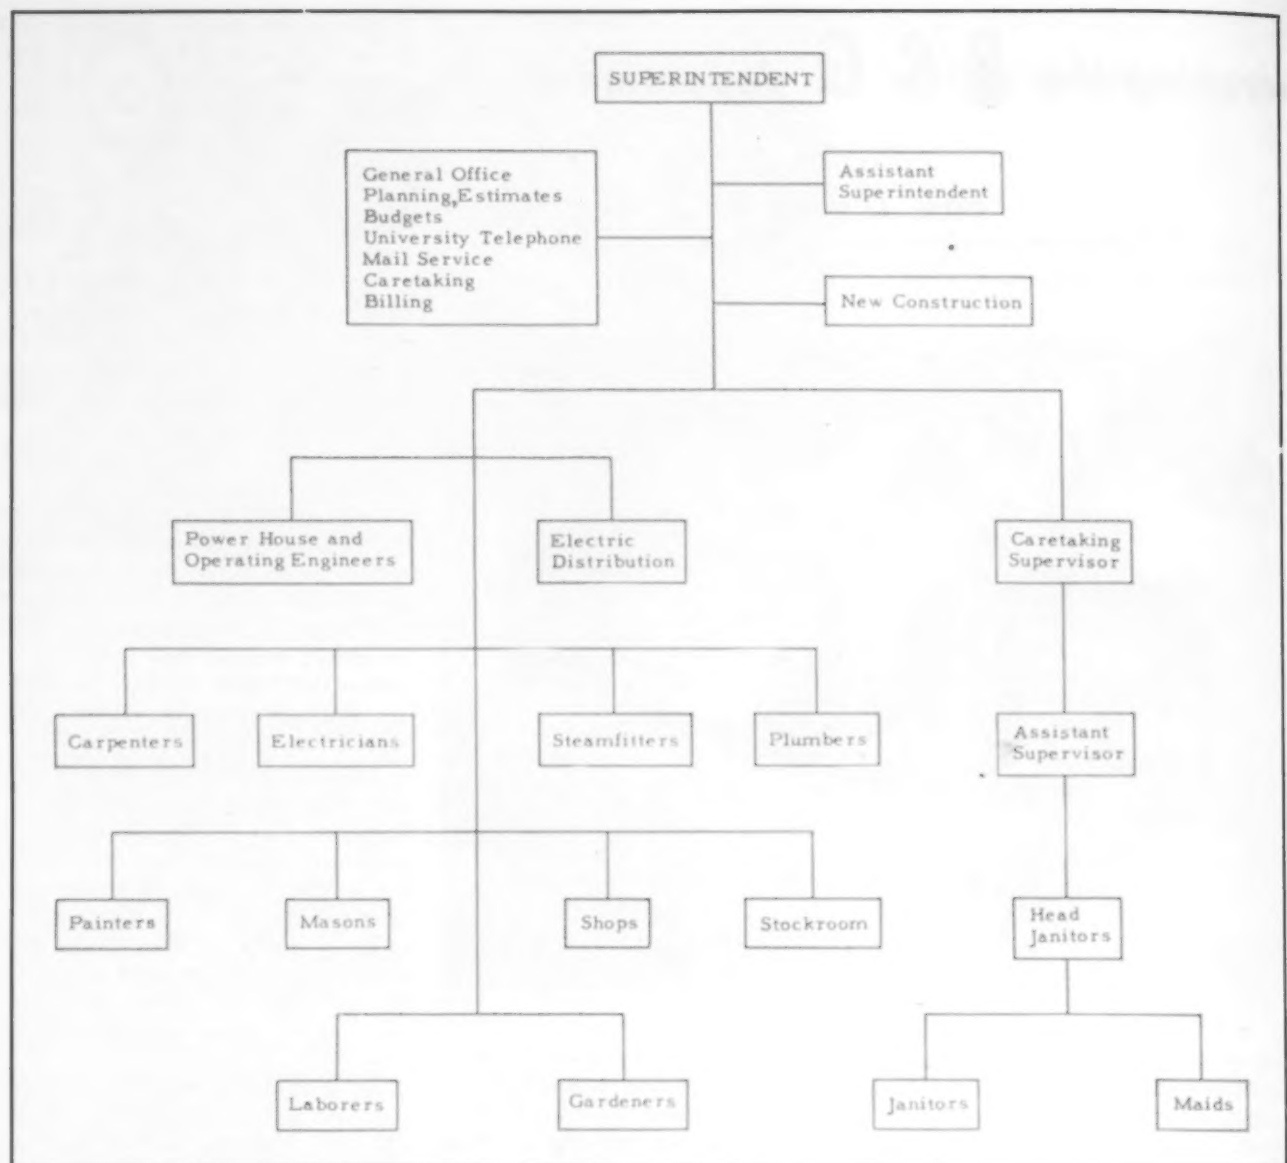 SUPERINTENDENT
General Office
Planning,Estimates
Budgets
University Telephone
Mail Service
Caretaking
Billing
Assistant
Superintendent
New Construction
Power House and
Operating Engineers
Electric
Distribution
Caretaking
Supervisor
Carpenters
Electricians
Steamfitters
Plumbers
Assistant
Supervisor
Painters
Masons
Shops
Stockroom
Head
Janitors
Laborers
Gardeners
Janitors
Maids